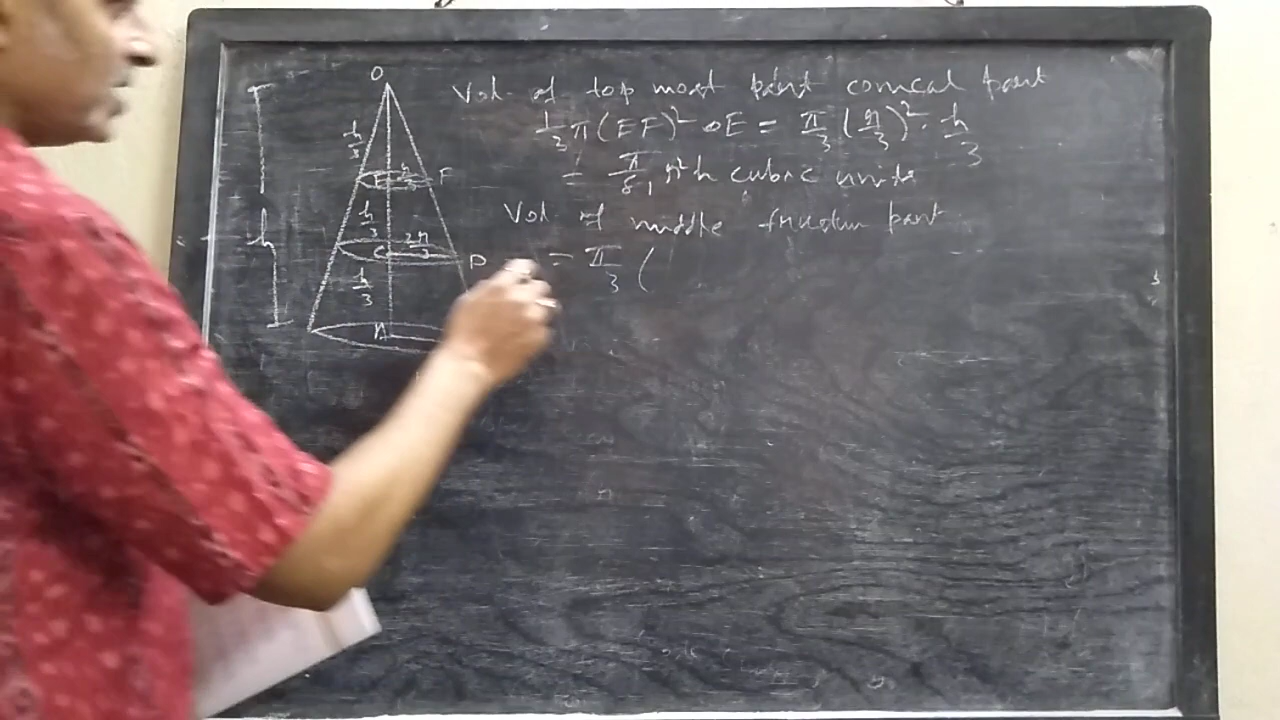 O
h/3
E r/3 F
h/3
C 2r/3 D
h
h/3
A
Vol. of top most part conical part
1/3 π (EF)² OE = π/3 (r/3)² · h/3
= π/81 r²h cubic units
Vol of middle frustum part
= π/3 (